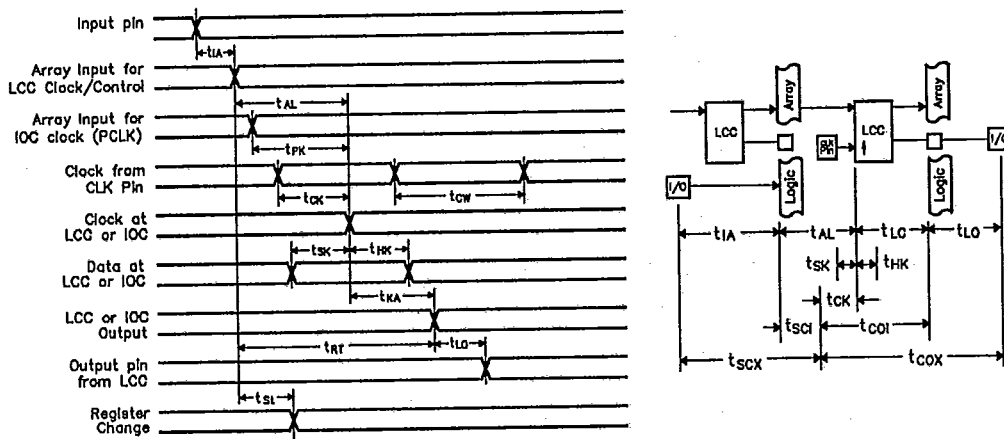 Input pin
tIA
Array Input for
LCC Clock/Control
tAL
Array Input for
IOC clock (PCLK)
tPK
Clock from
CLK Pin
tCK
tCW
Clock at
LCC or IOC
tSK
tHK
Data at
LCC or IOC
tKA
LCC or IOC
Output
tRT
tLO
Output pin
from LCC
tSL
Register
Change
Array
Array
LCC
LCC
I/O
I/O
Logic
Logic
tIA
tAL
tLC
tLO
tSK
tHK
tCK
tSCI
tCOI
tSCX
tCOX